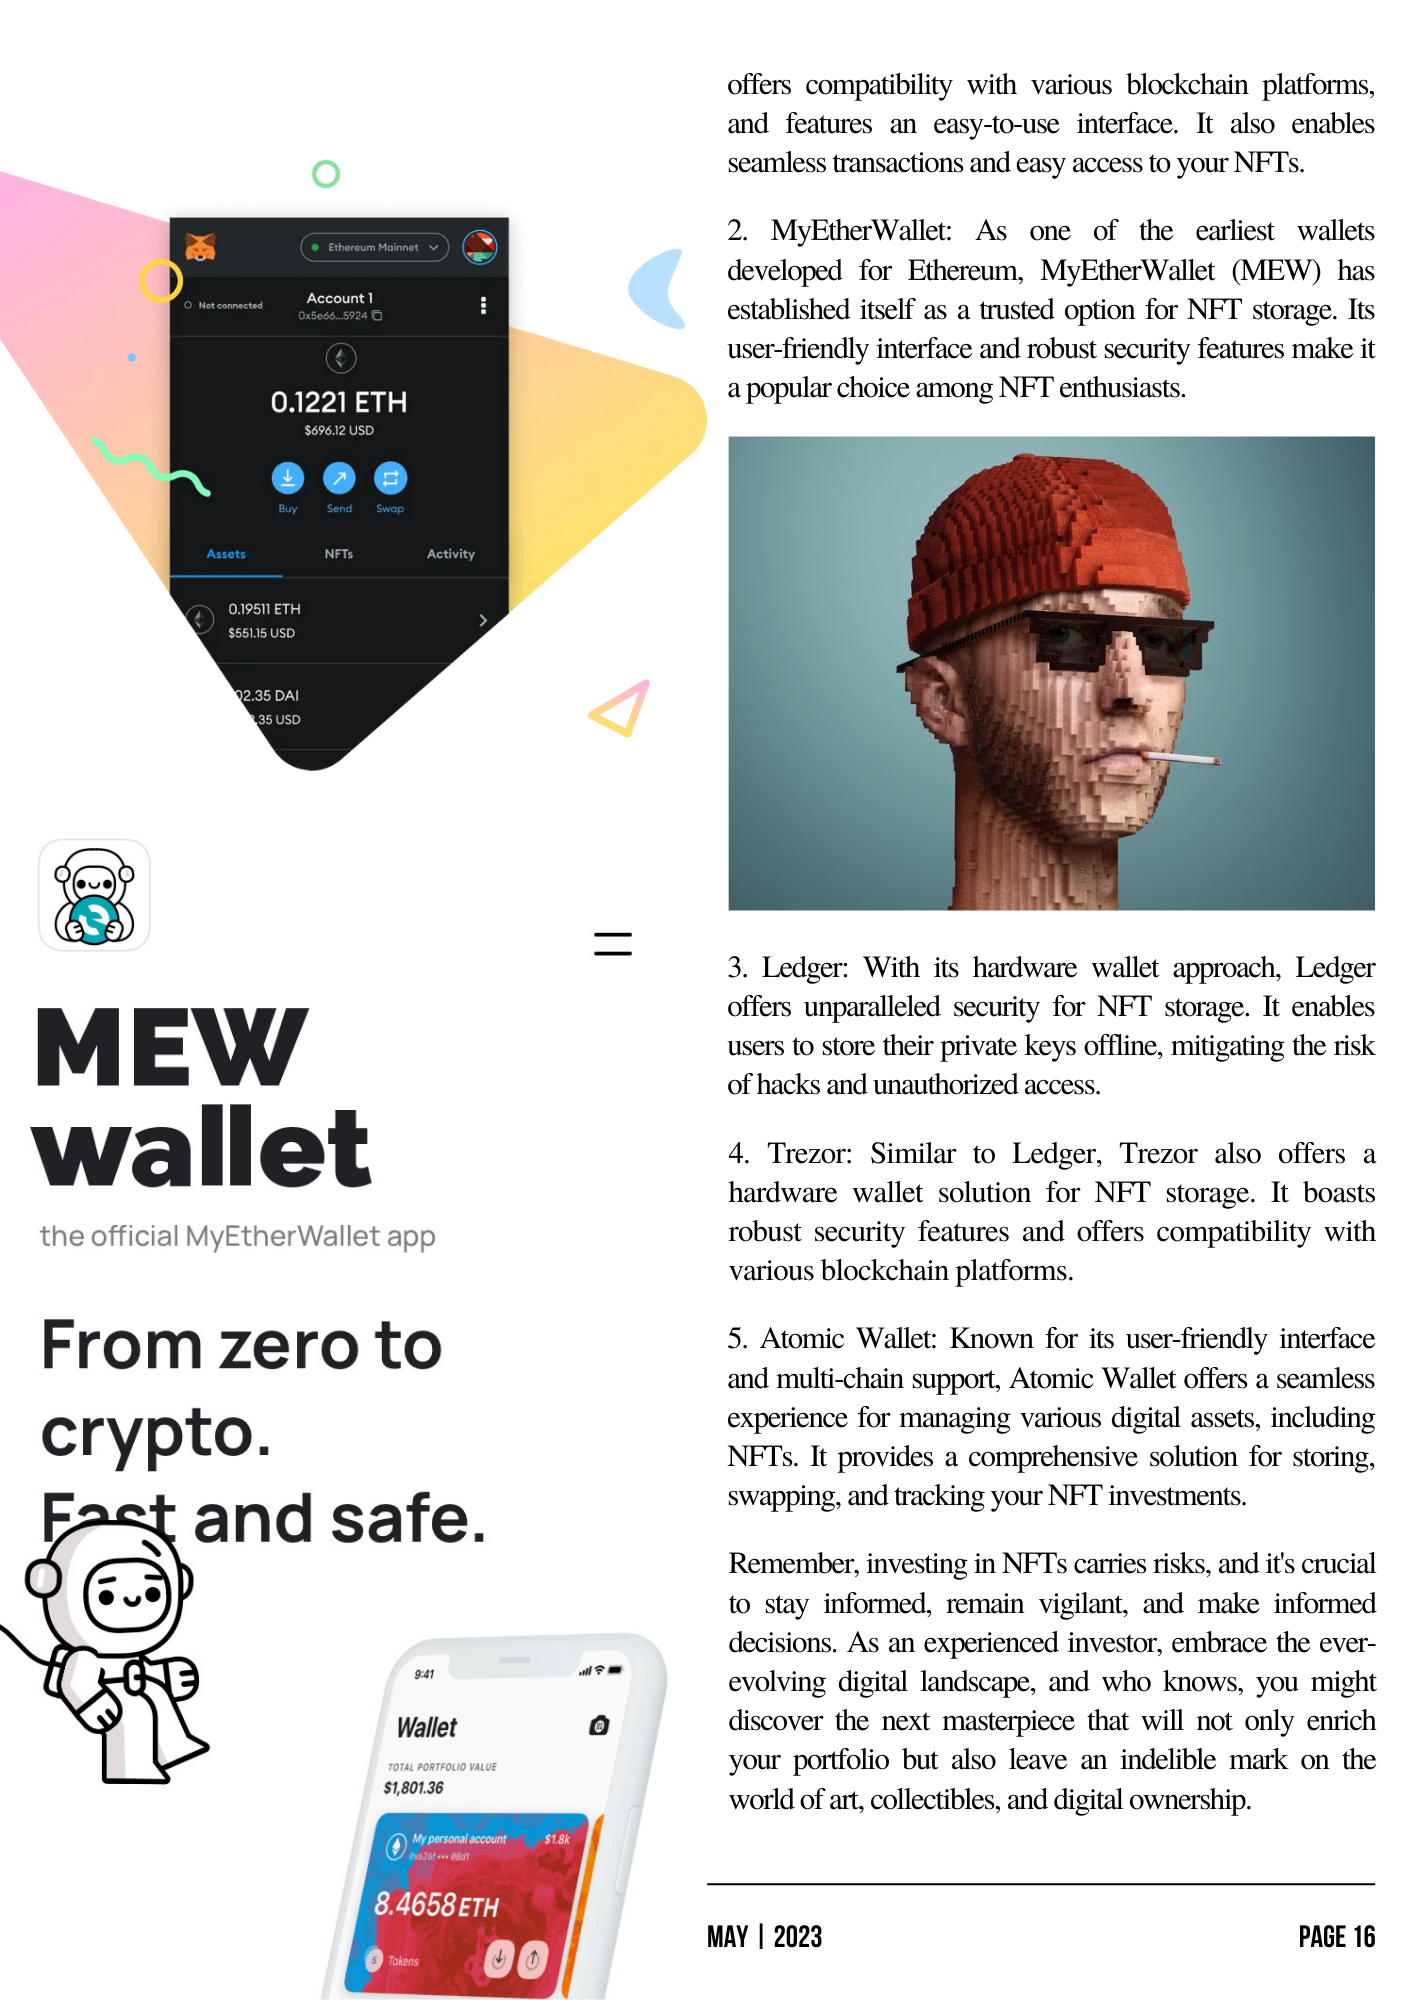 Ethereum Mainnet
Not connected
Account 1
0x5e66...5924
0.1221 ETH
$696.12 USD
Buy Send Swap
Assets NFTs Activity
0.19511 ETH
$551.15 USD
02.35 DAI
.35 USD
MEW
wallet
the official MyEtherWallet app
From zero to
crypto.
Fast and safe.
9:41
Wallet
TOTAL PORTFOLIO VALUE
$1,801.36
My personal account $1.8k
0x626f ••• 0Bd1
8.4658 ETH
5 Tokens
offers compatibility with various blockchain platforms,
and features an easy-to-use interface. It also enables
seamless transactions and easy access to your NFTs.
2. MyEtherWallet: As one of the earliest wallets
developed for Ethereum, MyEtherWallet (MEW) has
established itself as a trusted option for NFT storage. Its
user-friendly interface and robust security features make it
a popular choice among NFT enthusiasts.
3. Ledger: With its hardware wallet approach, Ledger
offers unparalleled security for NFT storage. It enables
users to store their private keys offline, mitigating the risk
of hacks and unauthorized access.
4. Trezor: Similar to Ledger, Trezor also offers a
hardware wallet solution for NFT storage. It boasts
robust security features and offers compatibility with
various blockchain platforms.
5. Atomic Wallet: Known for its user-friendly interface
and multi-chain support, Atomic Wallet offers a seamless
experience for managing various digital assets, including
NFTs. It provides a comprehensive solution for storing,
swapping, and tracking your NFT investments.
Remember, investing in NFTs carries risks, and it's crucial
to stay informed, remain vigilant, and make informed
decisions. As an experienced investor, embrace the ever-
evolving digital landscape, and who knows, you might
discover the next masterpiece that will not only enrich
your portfolio but also leave an indelible mark on the
world of art, collectibles, and digital ownership.
MAY | 2023
PAGE 16